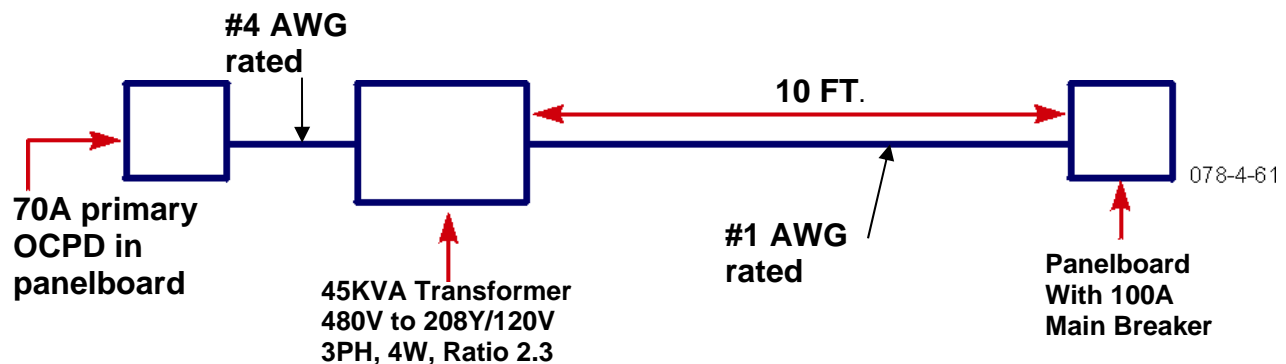 #4 AWG
rated
10 FT.
078-4-61
70A primary
OCPD in
panelboard
45KVA Transformer
480V to 208Y/120V
3PH, 4W, Ratio 2.3
#1 AWG
rated
Panelboard
With 100A
Main Breaker